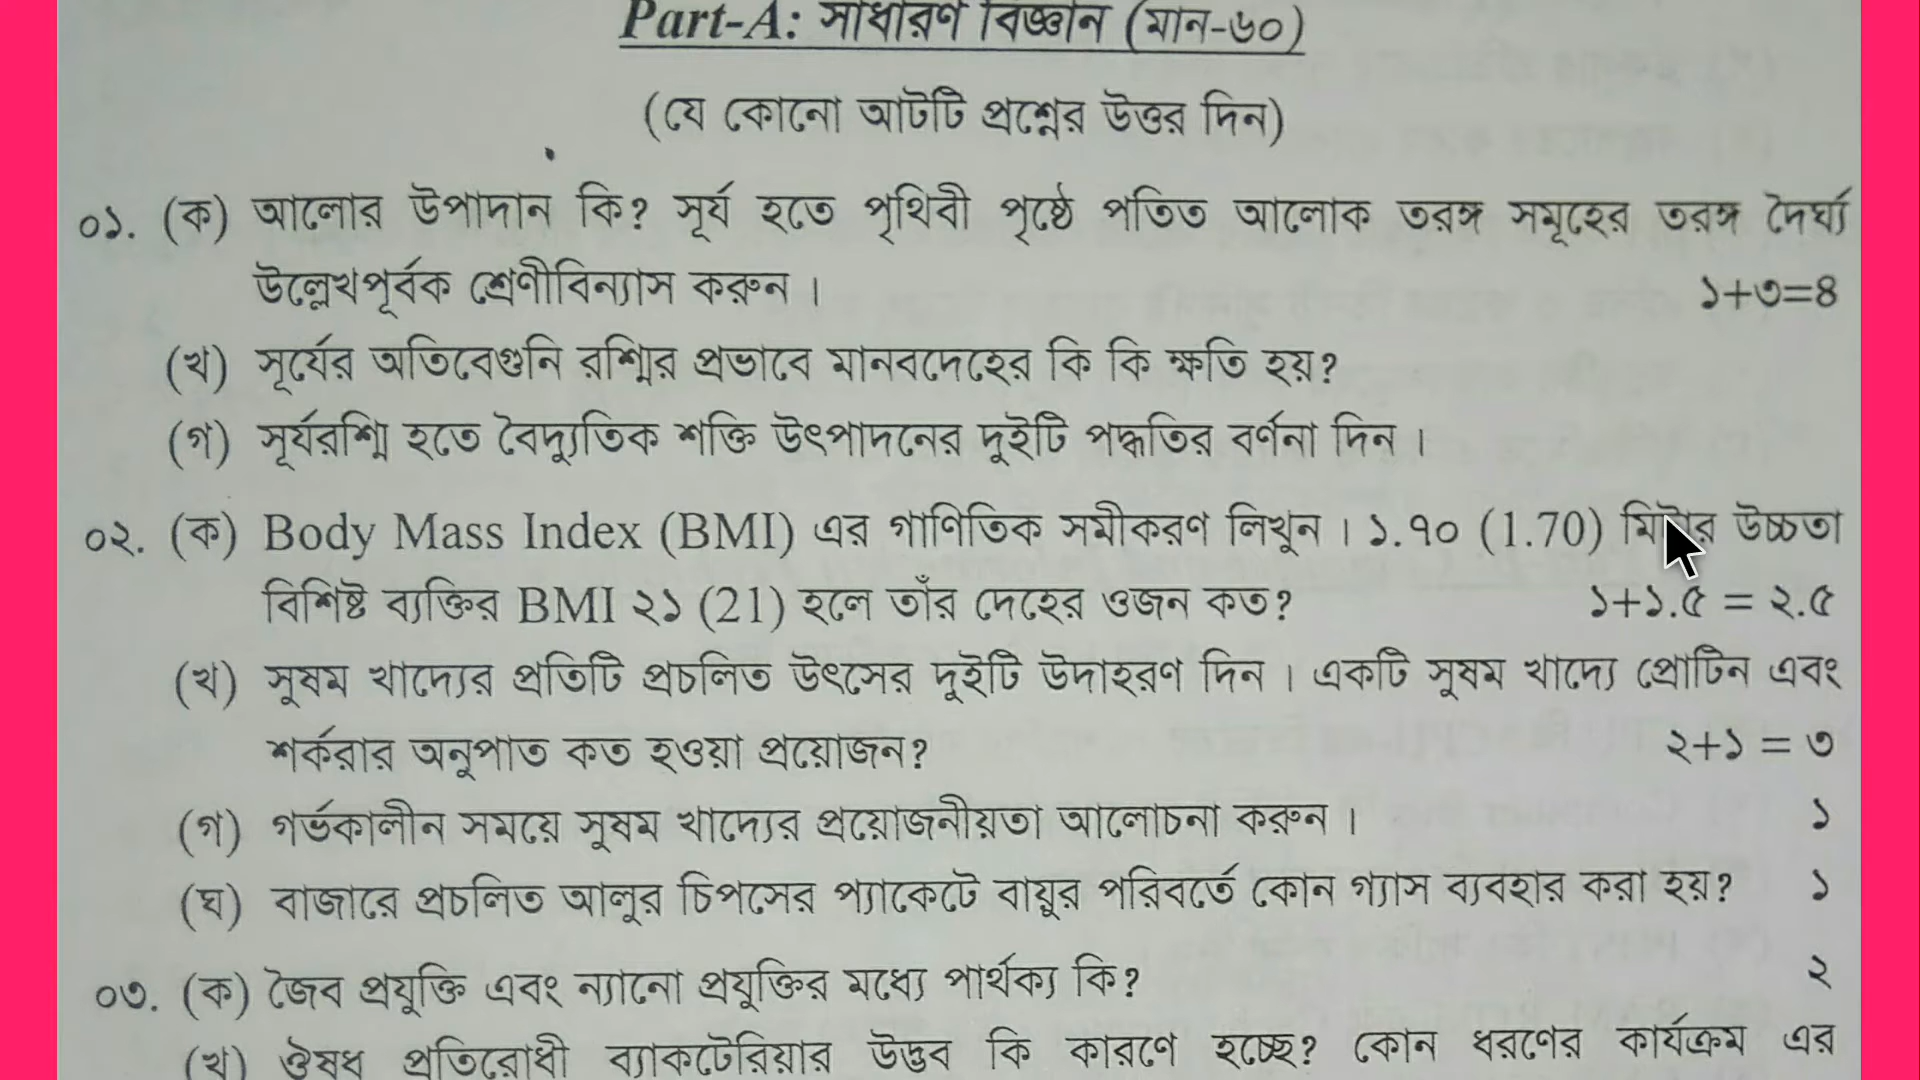 Part-A: সাধারণ বিজ্ঞান (মান-৬০)
(যে কোনো আটটি প্রশ্নের উত্তর দিন)
০১. (ক) আলোর উপাদান কি? সূর্য হতে পৃথিবী পৃষ্ঠে পতিত আলোক তরঙ্গ সমূহের তরঙ্গ দৈর্ঘ্য
উল্লেখপূর্বক শ্রেণীবিন্যাস করুন। ১+৩=৪
(খ) সূর্যের অতিবেগুনি রশ্মির প্রভাবে মানবদেহের কি কি ক্ষতি হয়?
(গ) সূর্যরশ্মি হতে বৈদ্যুতিক শক্তি উৎপাদনের দুইটি পদ্ধতির বর্ণনা দিন।
০২. (ক) Body Mass Index (BMI) এর গাণিতিক সমীকরণ লিখুন। ১.৭০ (1.70) মিটার উচ্চতা
বিশিষ্ট ব্যক্তির BMI ২১ (21) হলে তাঁর দেহের ওজন কত? ১+১.৫ = ২.৫
(খ) সুষম খাদ্যের প্রতিটি প্রচলিত উৎসের দুইটি উদাহরণ দিন। একটি সুষম খাদ্যে প্রোটিন এবং
শর্করার অনুপাত কত হওয়া প্রয়োজন? ২+১ = ৩
(গ) গর্ভকালীন সময়ে সুষম খাদ্যের প্রয়োজনীয়তা আলোচনা করুন। ১
(ঘ) বাজারে প্রচলিত আলুর চিপসের প্যাকেটে বায়ুর পরিবর্তে কোন গ্যাস ব্যবহার করা হয়? ১
০৩. (ক) জৈব প্রযুক্তি এবং ন্যানো প্রযুক্তির মধ্যে পার্থক্য কি? ২
(খ) ঔষধ প্রতিরোধী ব্যাকটেরিয়ার উদ্ভব কি কারণে হচ্ছে? কোন ধরণের কার্যক্রম এর